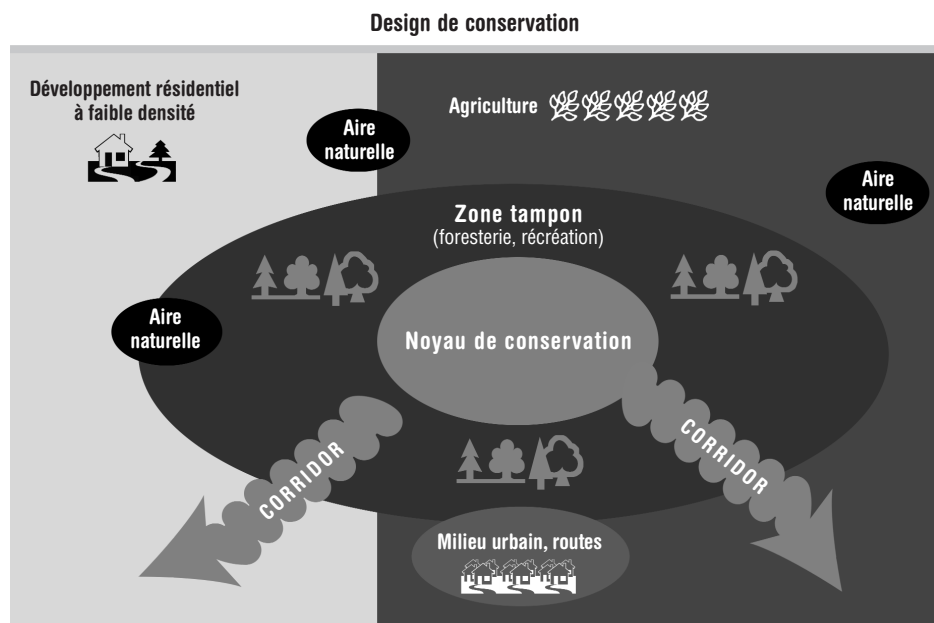 Design de conservation
Développement résidentiel
à faible densité
Agriculture
Aire
naturelle
Aire
naturelle
Zone tampon
(foresterie, récréation)
Aire
naturelle
Noyau de conservation
CORRIDOR
CORRIDOR
Milieu urbain, routes